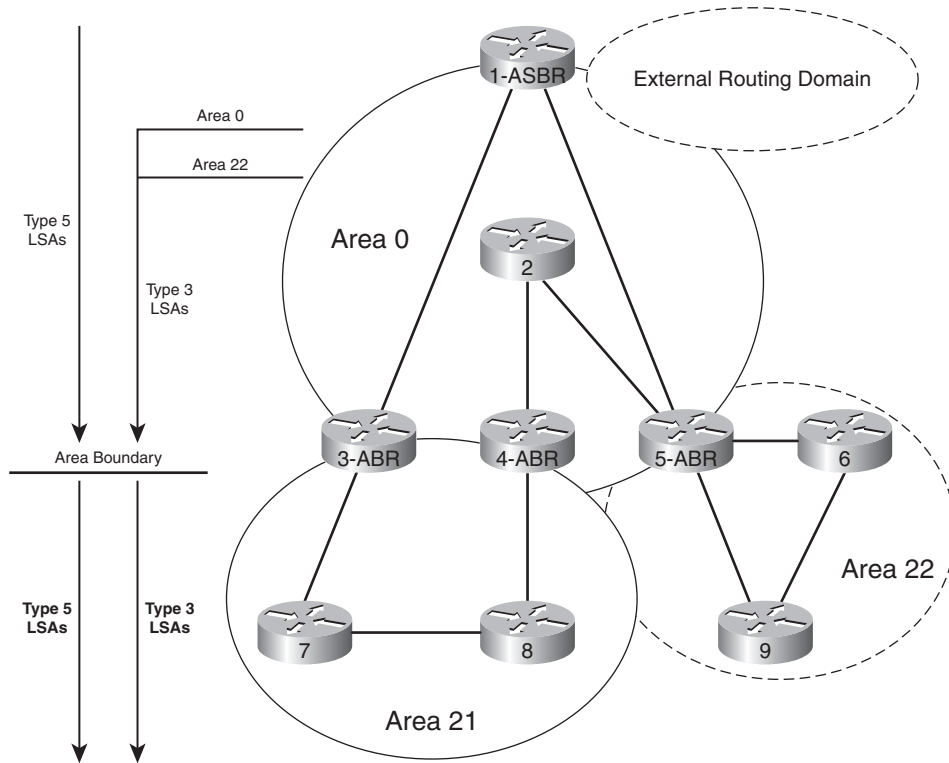 1-ASBR
External Routing Domain
Area 0
Area 22
Type 5
LSAs
Area 0
2
Type 3
LSAs
3-ABR
4-ABR
5-ABR
6
Area Boundary
Area 22
Type 5
LSAs
Type 3
LSAs
7
8
9
Area 21